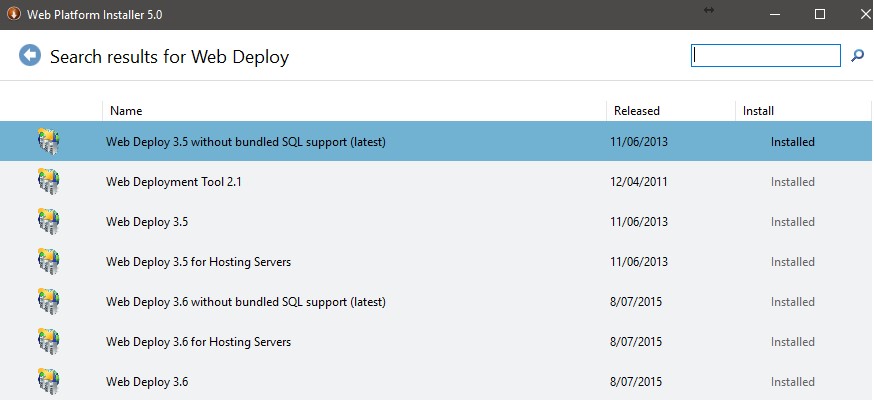 Web Platform Installer 5.0
Search results for Web Deploy
Name Released Install
Web Deploy 3.5 without bundled SQL support (latest) 11/06/2013 Installed
Web Deployment Tool 2.1 12/04/2011 Installed
Web Deploy 3.5 11/06/2013 Installed
Web Deploy 3.5 for Hosting Servers 11/06/2013 Installed
Web Deploy 3.6 without bundled SQL support (latest) 8/07/2015 Installed
Web Deploy 3.6 for Hosting Servers 8/07/2015 Installed
Web Deploy 3.6 8/07/2015 Installed